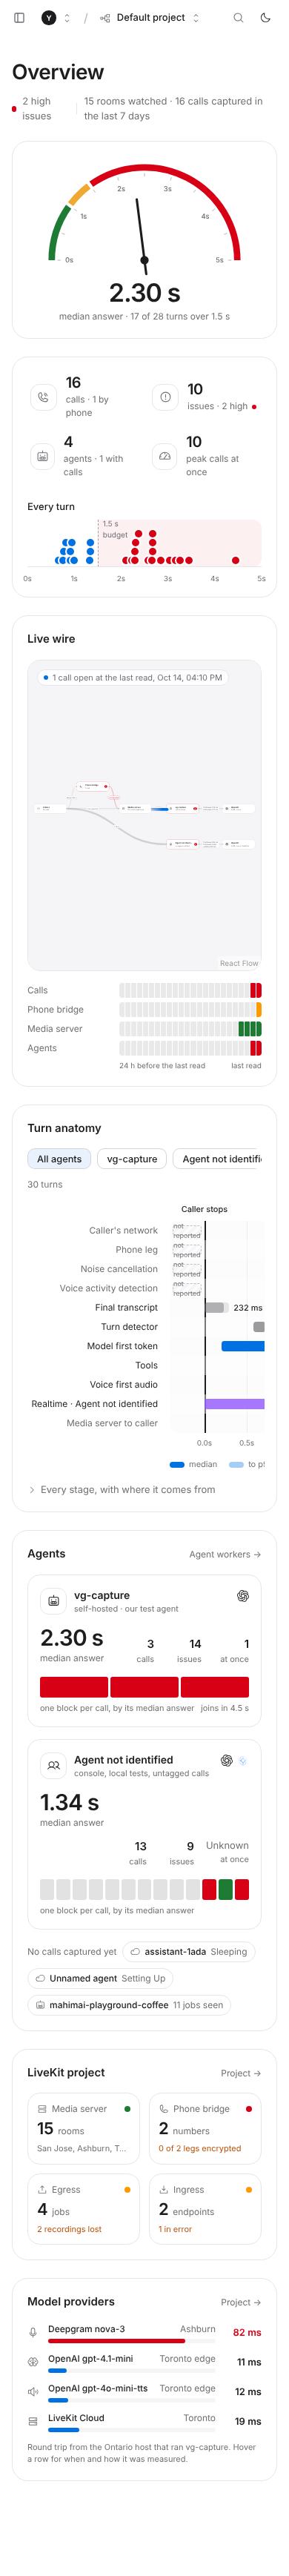 Y
/
Default project
Overview
2 high issues
15 rooms watched · 16 calls captured in the last 7 days
0s
1s
2s
3s
4s
5s
2.30 s
median answer · 17 of 28 turns over 1.5 s
16
calls · 1 by phone
10
issues · 2 high
4
agents · 1 with calls
10
peak calls at once
Every turn
1.5 s
budget
0s 1s 2s 3s 4s 5s
Live wire
1 call open at the last read, Oct 14, 04:10 PM
React Flow
Calls
Phone bridge
Media server
Agents
24 h before the last read last read
Turn anatomy
All agents vg-capture Agent not identifi
30 turns
Caller stops
Caller's network not reported
Phone leg not reported
Noise cancellation not reported
Voice activity detection not reported
Final transcript 232 ms
Turn detector
Model first token
Tools
Voice first audio
Realtime · Agent not identified
Media server to caller
0.0s 0.5s
median
Every stage, with where it comes from
Agents Agent workers →
vg-capture
self-hosted · our test agent
2.30 s 3 14 1
median answer calls issues at once
one block per call, by its median answer joins in 4.5 s
Agent not identified
console, local tests, untagged calls
1.34 s
median answer
13 9 Unknown
calls issues at once
one block per call, by its median answer
No calls captured yet assistant-1ada Sleeping
Unnamed agent Setting Up
mahimai-playground-coffee 11 jobs seen
LiveKit project Project →
Media server
15 rooms
San Jose, Ashburn, T...
Phone bridge
2 numbers
0 of 2 legs encrypted
Egress
4 jobs
2 recordings lost
Ingress
2 endpoints
1 in error
Model providers Project →
Deepgram nova-3 Ashburn 82 ms
OpenAI gpt-4.1-mini Toronto edge 11 ms
OpenAI gpt-4o-mini-tts Toronto edge 12 ms
LiveKit Cloud Toronto 19 ms
Round trip from the Ontario host that ran vg-capture. Hover
a row for when and how it was measured.